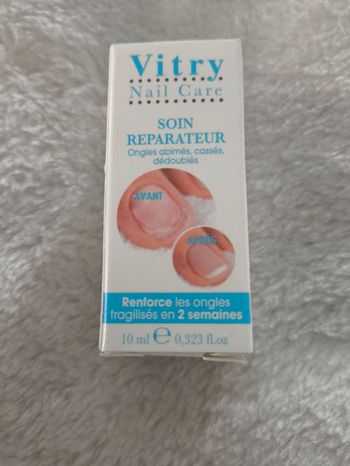 Vitry
Nail Care
SOIN
REPARATEUR
Ongles abimés, cassés,
dédoublés
AVANT
APRÈS
Renforce les ongles
fragilisés en 2 semaines
10 ml e 0,323 fl.oz